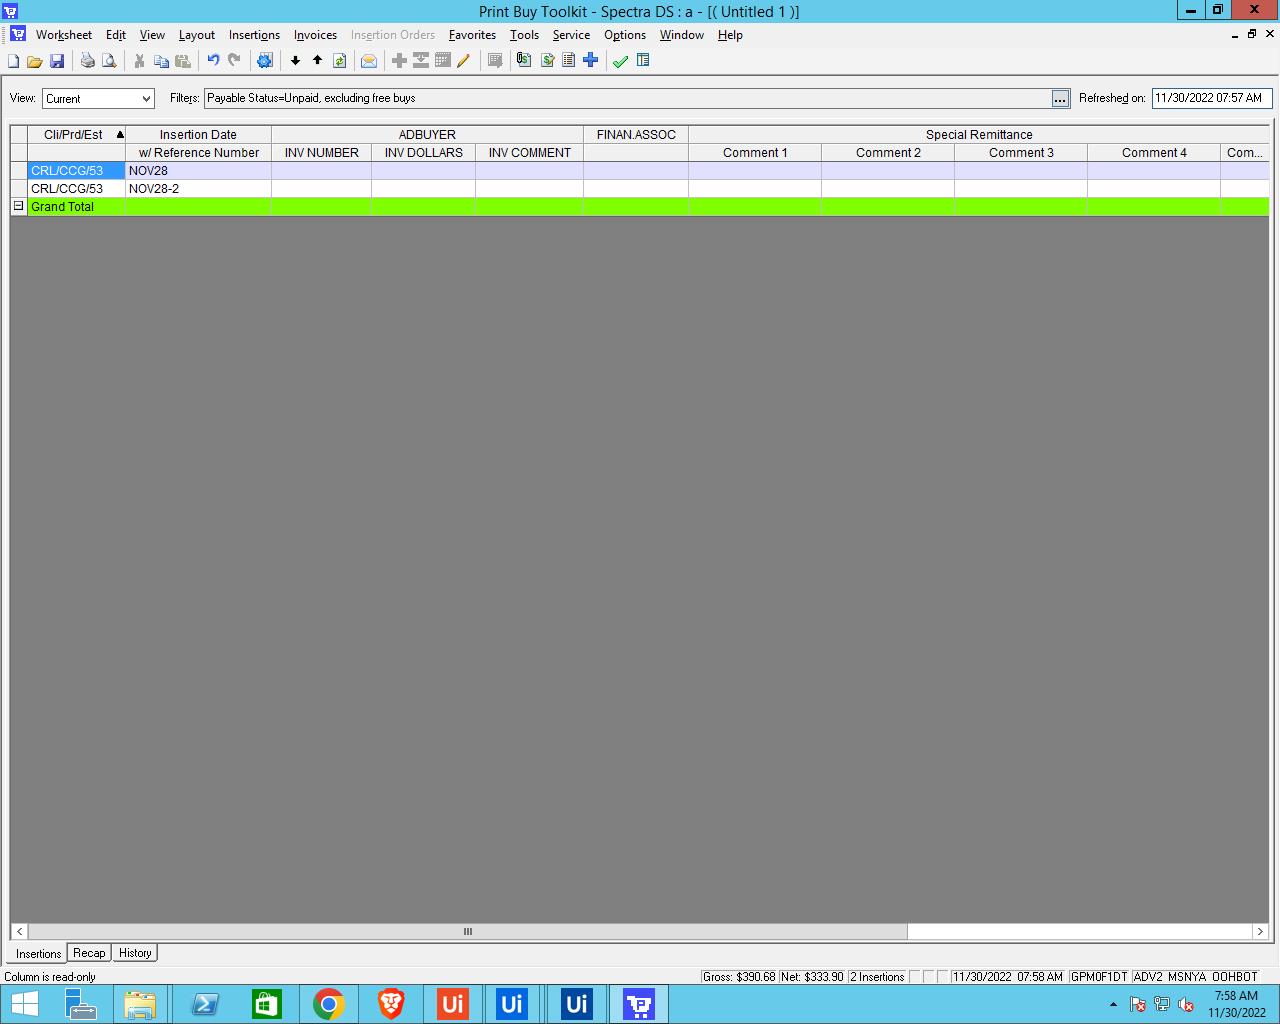 Print Buy Toolkit - Spectra DS : a - [( Untitled 1 )]
Worksheet Edit View Layout Insertions Invoices Insertion Orders Favorites Tools Service Options Window Help
View: Current Filters: Payable Status=Unpaid, excluding free buys ... Refreshed on: 11/30/2022 07:57 AM
Cli/Prd/Est Insertion Date ADBUYER FINAN.ASSOC Special Remittance
w/ Reference Number INV NUMBER INV DOLLARS INV COMMENT Comment 1 Comment 2 Comment 3 Comment 4 Com...
CRL/CCG/53 NOV28
CRL/CCG/53 NOV28-2
Grand Total
Insertions Recap History
Column is read-only Gross: $390.68 Net: $333.90 2 Insertions 11/30/2022 07:58 AM GPM0F1DT ADV2 MSNYA OOHBOT
Ui Ui Ui
7:58 AM
11/30/2022